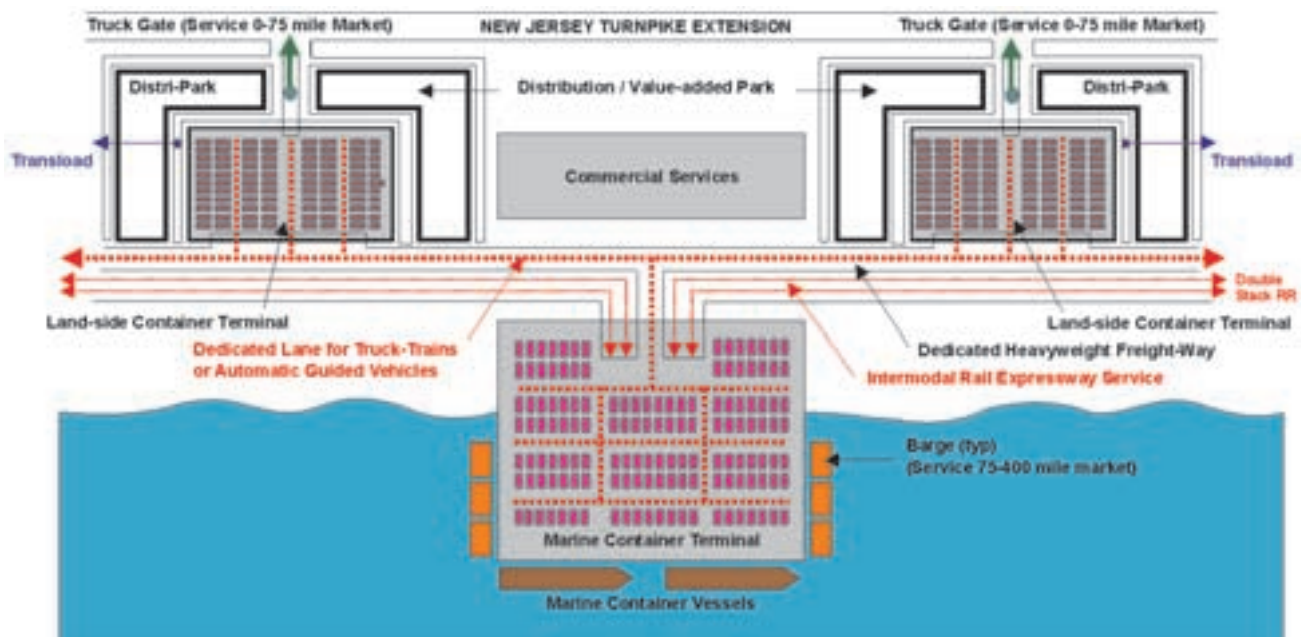 Truck Gate (Service 0-75 mile Market)
NEW JERSEY TURNPIKE EXTENSION
Truck Gate (Service 0-75 mile Market)
Distri-Park
Distribution / Value-added Park
Distri-Park
Transload
Commercial Services
Transload
Double
Stack RR
Land-side Container Terminal
Land-side Container Terminal
Dedicated Lane for Truck-Trains
or Automatic Guided Vehicles
Dedicated Heavyweight Freight-Way
Intermodal Rail Expressway Service
Barge (typ)
(Service 75-400 mile market)
Marine Container Terminal
Marine Container Vessels